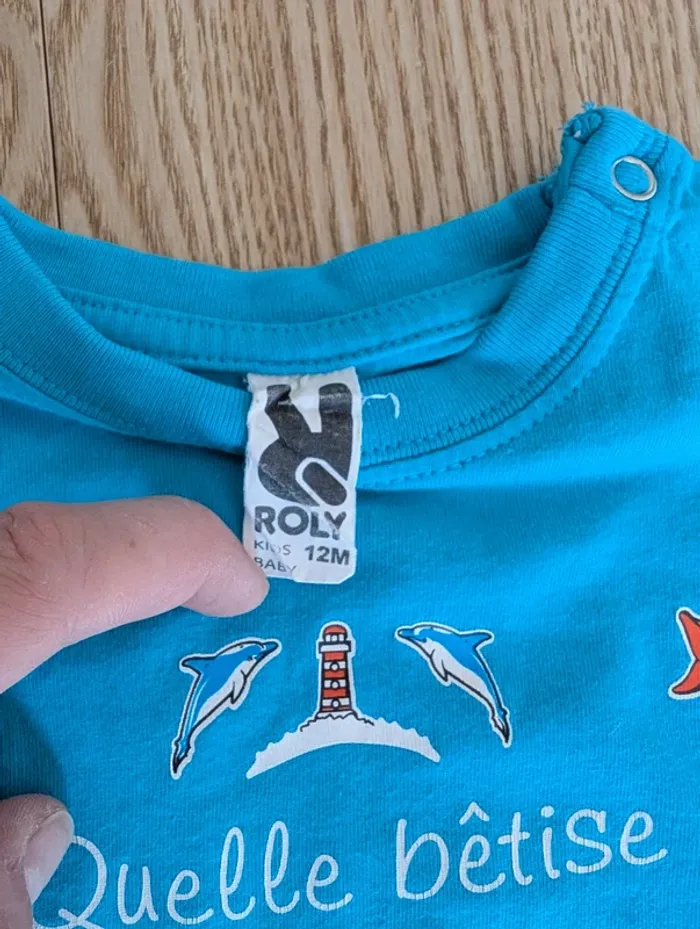 ROLY
KIDS 12M
BABY
Quelle bêtise